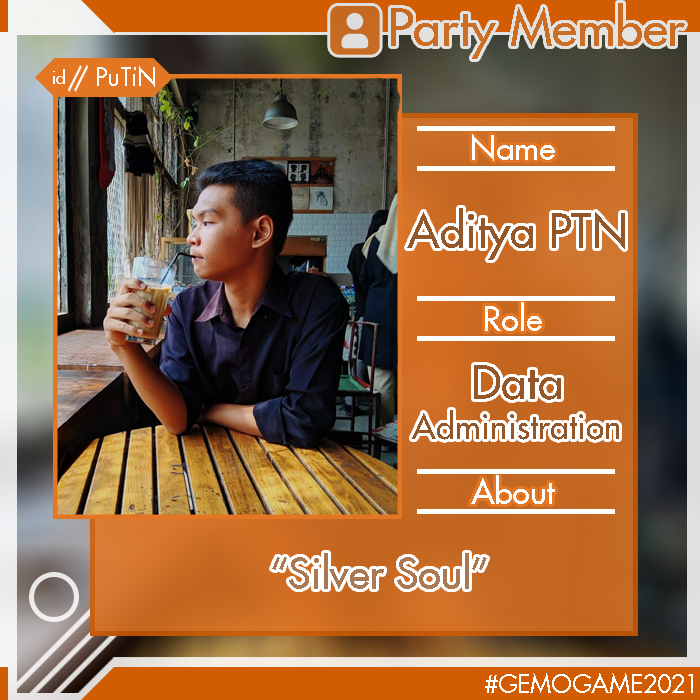 Party Member
id // PuTiN
Name
Aditya PTN
Role
Data
Administration
About
“Silver Soul”
#GEMOGAME2021